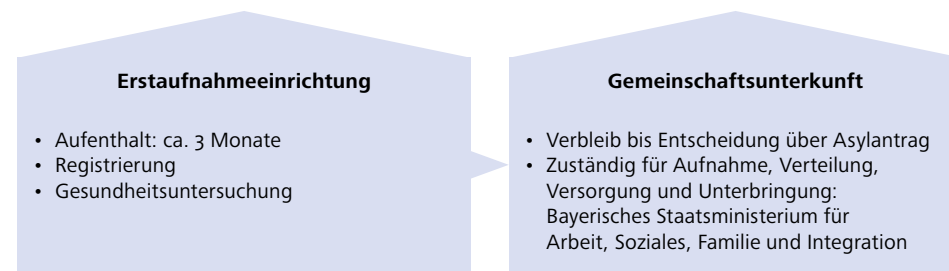 Erstaufnahmeeinrichtung
• Aufenthalt: ca. 3 Monate
• Registrierung
• Gesundheitsuntersuchung
Gemeinschaftsunterkunft
• Verbleib bis Entscheidung über Asylantrag
• Zuständig für Aufnahme, Verteilung,
Versorgung und Unterbringung:
Bayerisches Staatsministerium für
Arbeit, Soziales, Familie und Integration